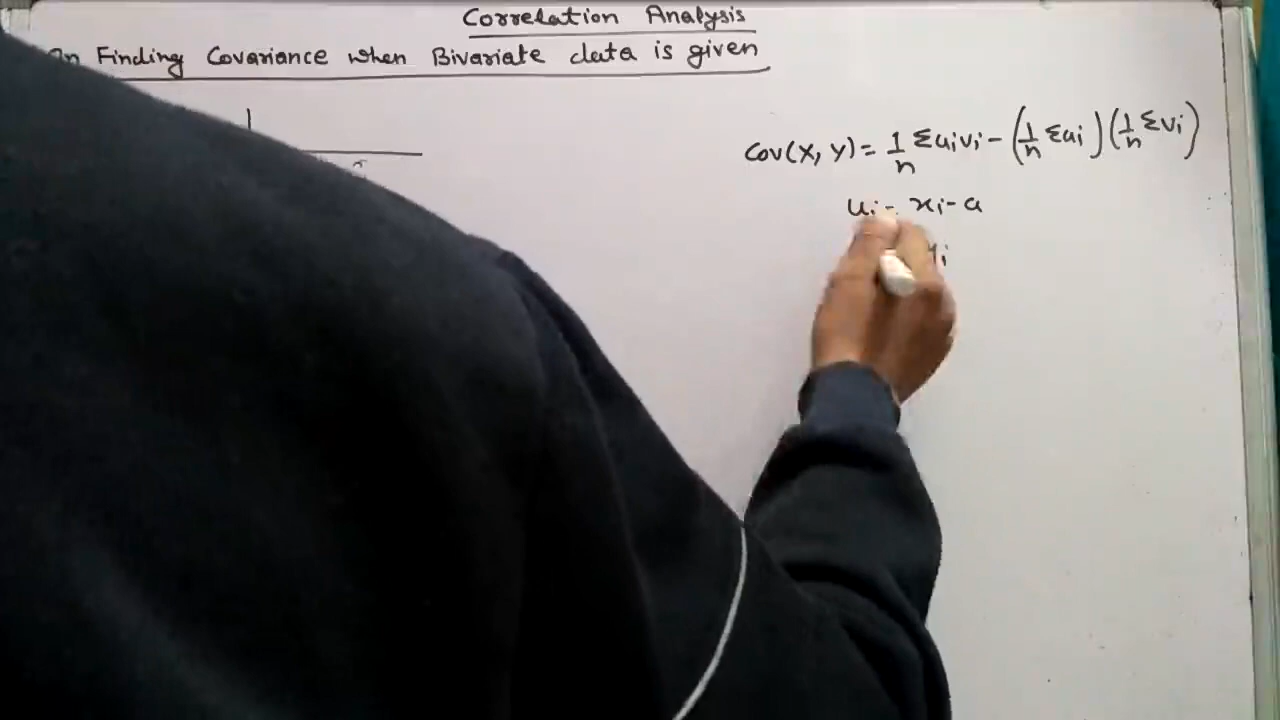 Correlation Analysis
Finding Covariance when Bivariate data is given
Cov(X, Y) = 1/n Σuᵢvᵢ - (1/n Σuᵢ)(1/n Σvᵢ)
uᵢ = xᵢ - a